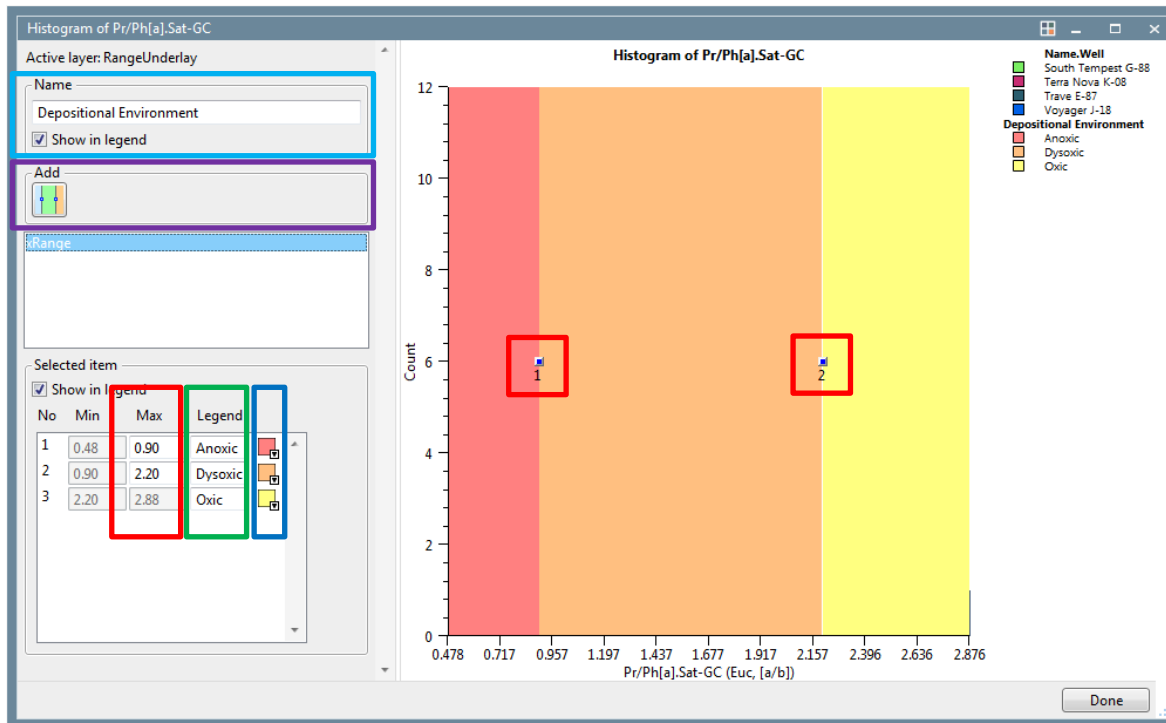 Histogram of Pr/Ph[a].Sat-GC
Active layer: RangeUnderlay
Name
Depositional Environment
Show in legend
Add
xRange
Selected item
Show in legend
No Min Max Legend
1 0.48 0.90 Anoxic
2 0.90 2.20 Dysoxic
3 2.20 2.88 Oxic
Histogram of Pr/Ph[a].Sat-GC
12
10
8
6
4
2
0
Count
1
2
0.478 0.717 0.957 1.197 1.437 1.677 1.917 2.157 2.396 2.636 2.876
Pr/Ph[a].Sat-GC (Euc, [a/b])
Name.Well
South Tempest G-88
Terra Nova K-08
Trave E-87
Voyager J-18
Depositional Environment
Anoxic
Dysoxic
Oxic
Done